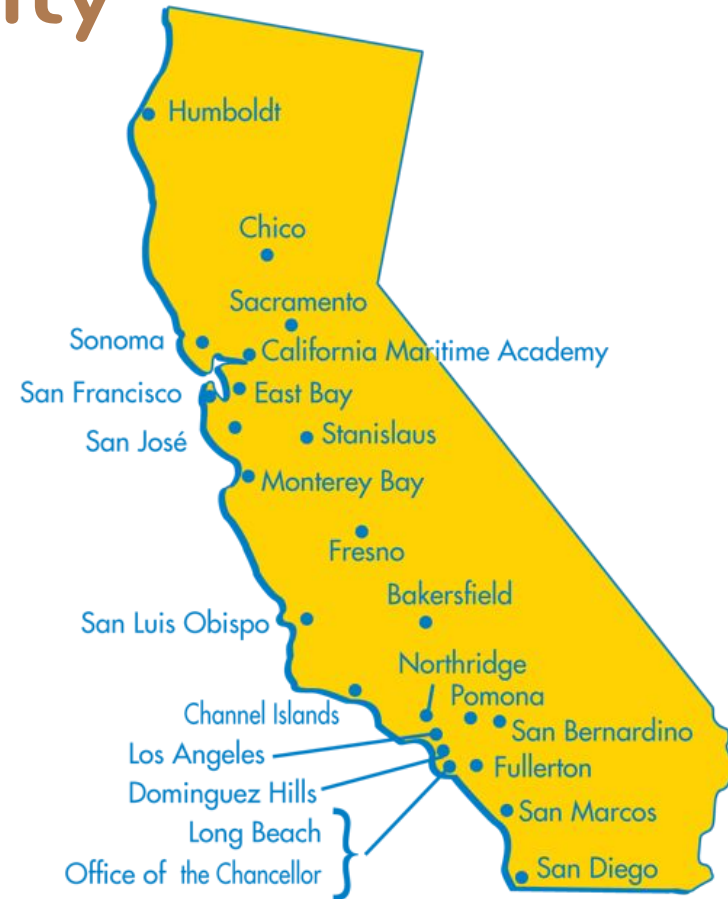 ity
Humboldt
Chico
Sacramento
Sonoma
California Maritime Academy
San Francisco
East Bay
San José
Stanislaus
Monterey Bay
Fresno
Bakersfield
San Luis Obispo
Northridge
Pomona
Channel Islands
San Bernardino
Los Angeles
Fullerton
Dominguez Hills
San Marcos
Long Beach
Office of the Chancellor
San Diego